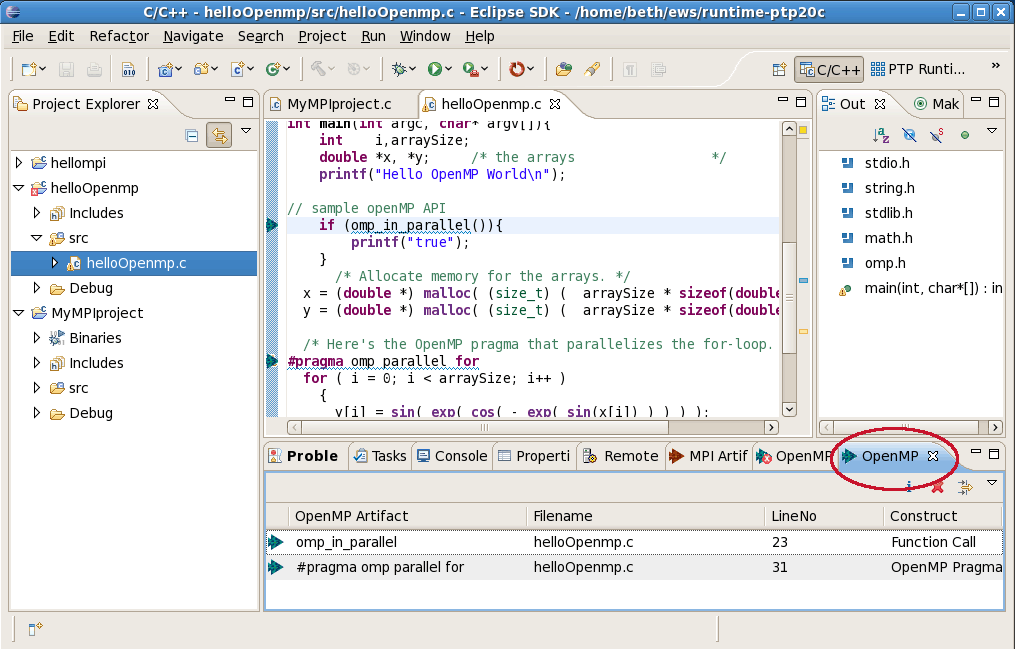 C/C++ - helloOpenmp/src/helloOpenmp.c - Eclipse SDK - /home/beth/ews/runtime-ptp20c
File Edit Refactor Navigate Search Project Run Window Help
010 C/C++ PTP Runti... »
Project Explorer
hellompi
helloOpenmp
Includes
src
helloOpenmp.c
Debug
MyMPIproject
Binaries
Includes
src
Debug
MyMPIproject.c helloOpenmp.c
int main(int argc, char* argv[]){
int i,arraySize;
double *x, *y; /* the arrays */
printf("Hello OpenMP World\n");
// sample openMP API
if (omp_in_parallel()){
printf("true");
}
/* Allocate memory for the arrays. */
x = (double *) malloc( (size_t) ( arraySize * sizeof(double
y = (double *) malloc( (size_t) ( arraySize * sizeof(double
/* Here's the OpenMP pragma that parallelizes the for-loop.
#pragma omp parallel for
for ( i = 0; i < arraySize; i++ )
{
y[i] = sin( exp( cos( - exp( sin(x[i]) ) ) ) );
Out Mak
stdio.h
string.h
stdlib.h
math.h
omp.h
main(int, char*[]) : in
Proble Tasks Console Properti Remote MPI Artif OpenMP OpenMP
OpenMP Artifact Filename LineNo Construct
omp_in_parallel helloOpenmp.c 23 Function Call
#pragma omp parallel for helloOpenmp.c 31 OpenMP Pragma